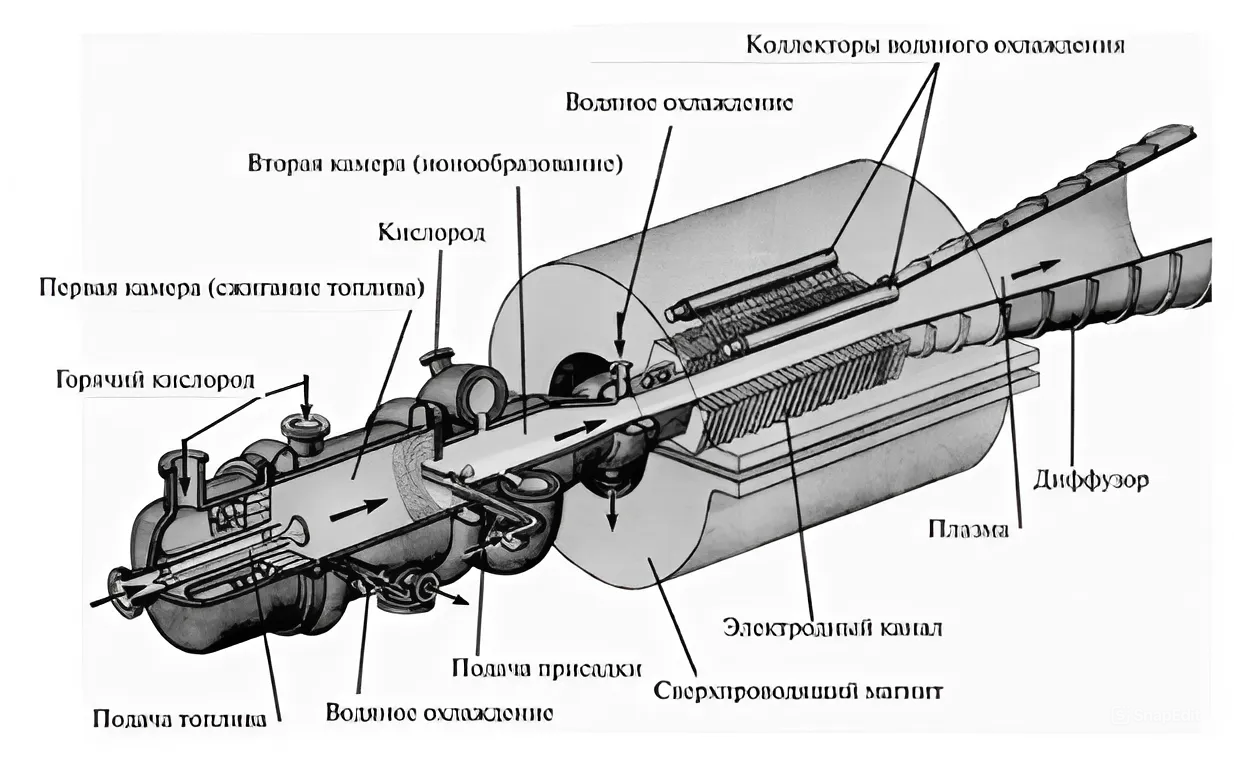 Коллекторы водяного охлаждения
Водяное охлаждение
Вторая камера (ионообразование)
Кислород
Первая камера (сжигание топлива)
Горячий кислород
Диффузор
Плазма
Электродный канал
Подача присадки
Сверхпроводящий магнит
Водяное охлаждение
Подача топлива